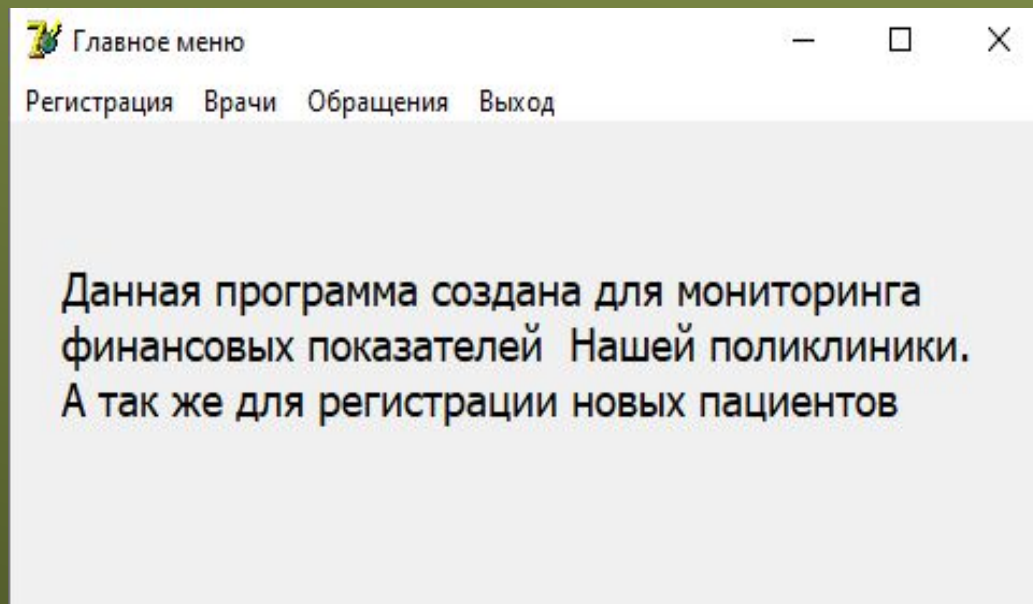 Главное меню
Регистрация Врачи Обращения Выход
Данная программа создана для мониторинга
финансовых показателей  Нашей поликлиники.
А так же для регистрации новых пациентов